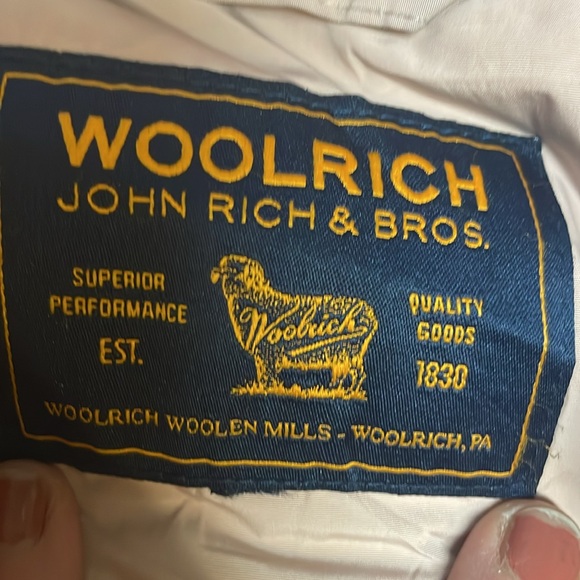 WOOLRICH
JOHN RICH & BROS.
SUPERIOR
PERFORMANCE
EST.
Woolrich
QUALITY
GOODS
1830
WOOLRICH WOOLEN MILLS - WOOLRICH, PA